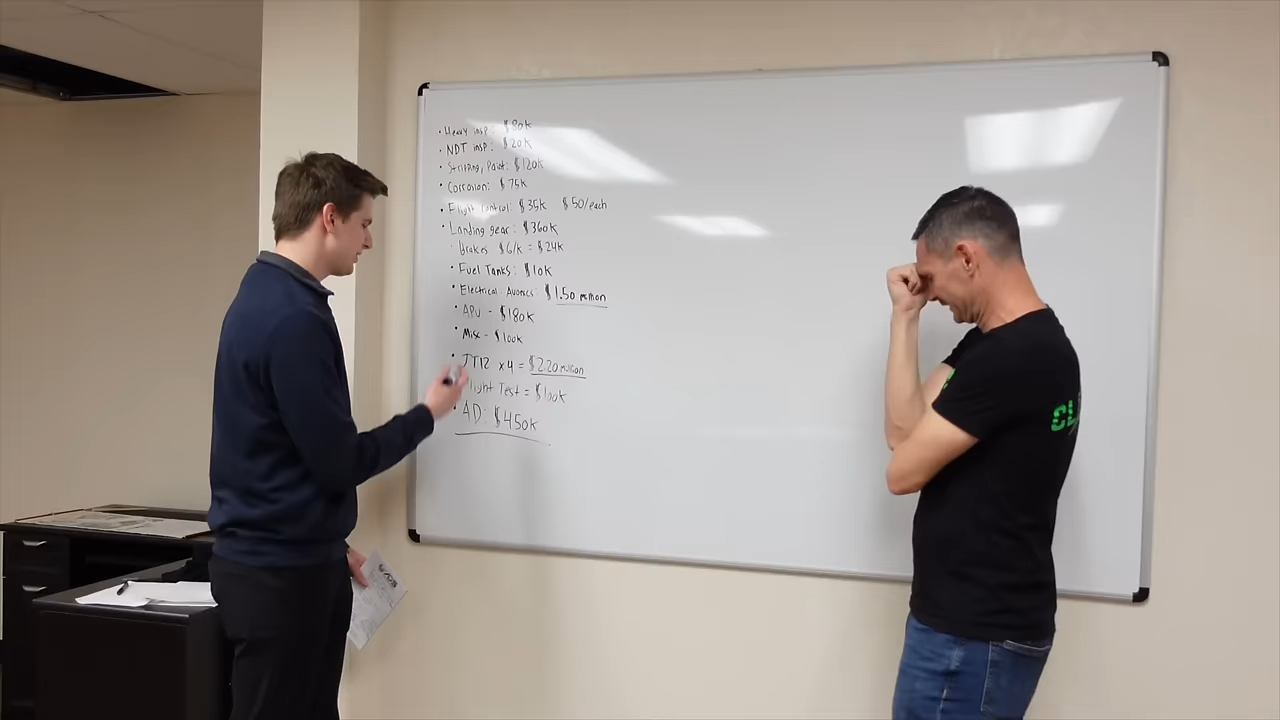 • Heavy insp: $80k
• NDT insp: $20k
• Stripping, Paint: $120k
• Corrosion: $75k
• Flight control: $35k $50/each
• Landing gear: $360k
· Brakes $6/k = $24k
• Fuel Tanks: $10k
• Electrical Avionics: $1.50 million
• APU - $180k
• Misc - $100k
• JT12 x4 = $2.20 million
light Test = $100k
• AD: $450k
CL